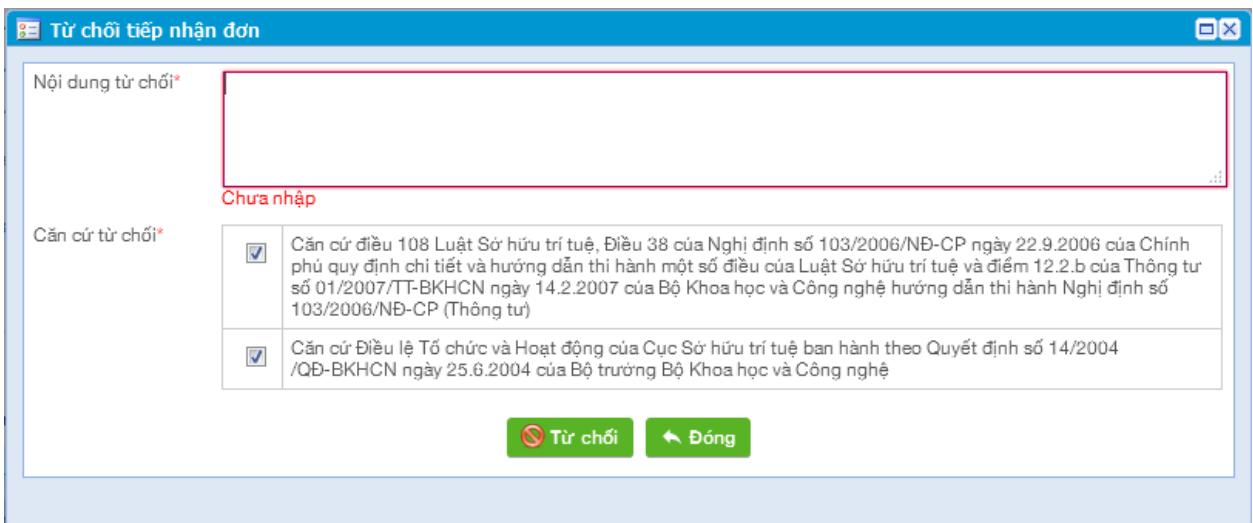 Từ chối tiếp nhận đơn
Nội dung từ chối*
Chưa nhập
Căn cứ từ chối*
Căn cứ điều 108 Luật Sở hữu trí tuệ, Điều 38 của Nghị định số 103/2006/NĐ-CP ngày 22.9.2006 của Chính
phủ quy định chi tiết và hướng dẫn thi hành một số điều của Luật Sở hữu trí tuệ và điểm 12.2.b của Thông tư
số 01/2007/TT-BKHCN ngày 14.2.2007 của Bộ Khoa học và Công nghệ hướng dẫn thi hành Nghị định số
103/2006/NĐ-CP (Thông tư)
Căn cứ Điều lệ Tổ chức và Hoạt động của Cục Sở hữu trí tuệ ban hành theo Quyết định số 14/2004
/QĐ-BKHCN ngày 25.6.2004 của Bộ trưởng Bộ Khoa học và Công nghệ
Từ chối
Đóng